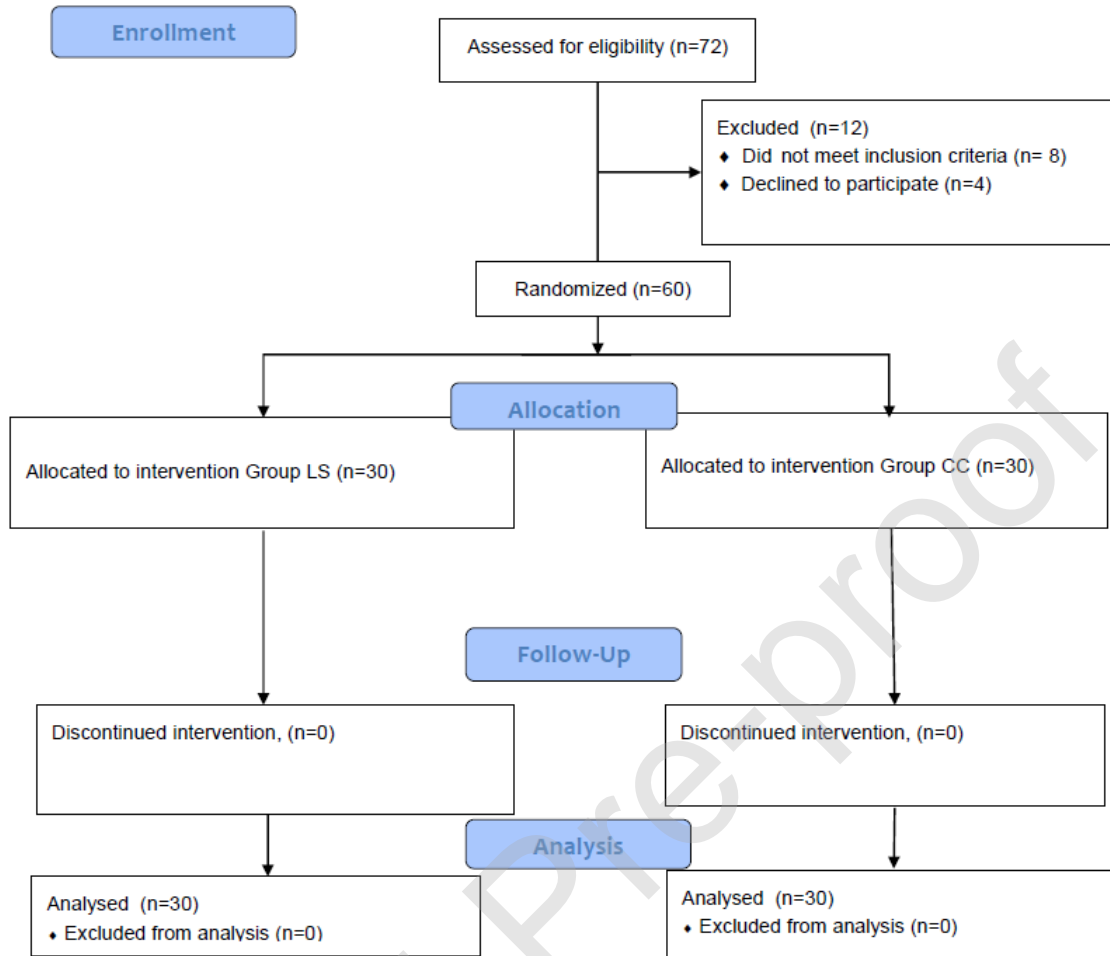 Enrollment
Assessed for eligibility (n=72)
Excluded (n=12)
♦ Did not meet inclusion criteria (n= 8)
♦ Declined to participate (n=4)
Randomized (n=60)
Allocation
Allocated to intervention Group LS (n=30)
Allocated to intervention Group CC (n=30)
Follow-Up
Discontinued intervention, (n=0)
Discontinued intervention, (n=0)
Analysis
Analysed (n=30)
♦ Excluded from analysis (n=0)
Analysed (n=30)
♦ Excluded from analysis (n=0)
Pre-proof